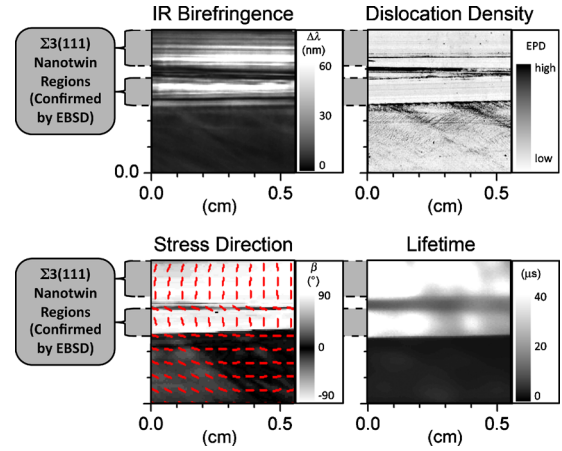 IR Birefringence
Dislocation Density
Σ3(111)
Nanotwin
Regions
(Confirmed
by EBSD)
Δλ
(nm)
60
30
0
EPD
high
low
0.0
0.0
0.5
(cm)
0.0
0.5
(cm)
Stress Direction
Lifetime
Σ3(111)
Nanotwin
Regions
(Confirmed
by EBSD)
β
(°)
90
0
-90
(μs)
40
20
0
0.0
0.5
(cm)
0.0
0.5
(cm)